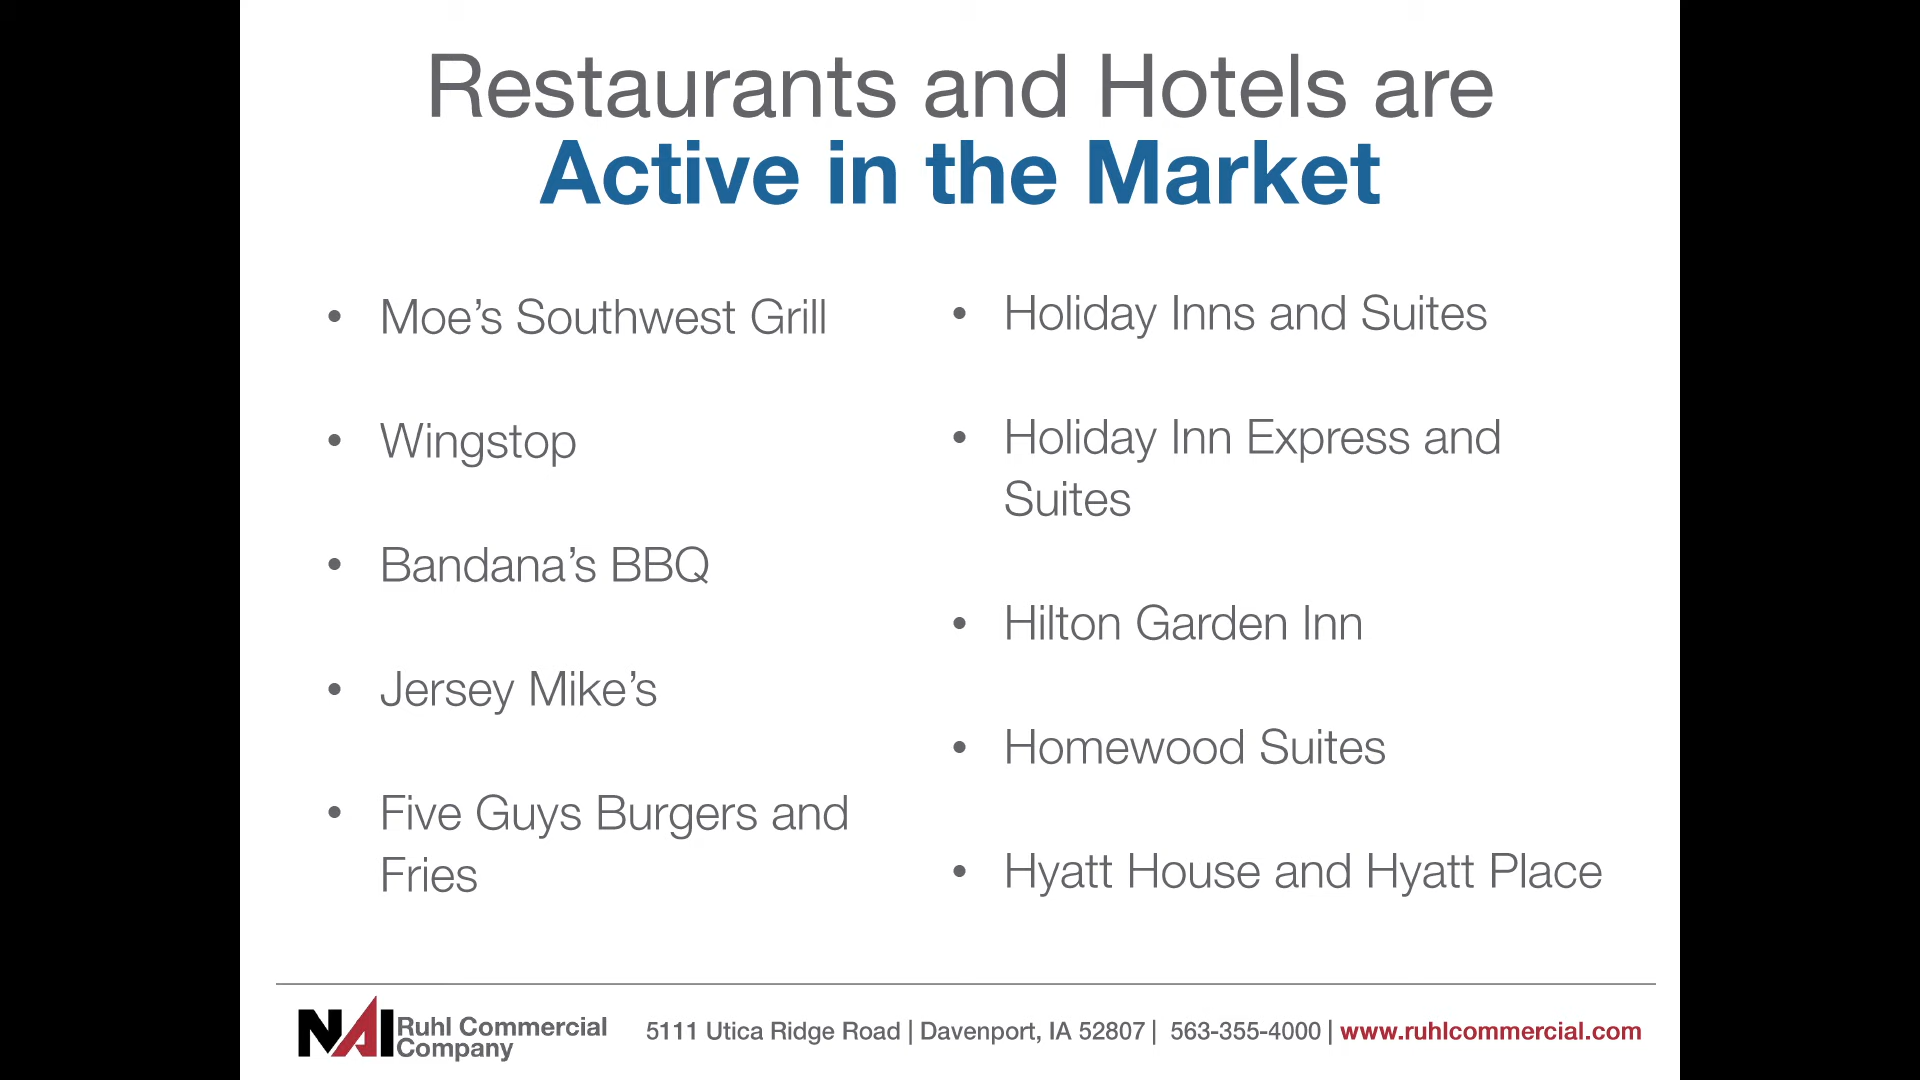 Restaurants and Hotels are
Active in the Market
• Moe’s Southwest Grill
• Wingstop
• Bandana’s BBQ
• Jersey Mike’s
• Five Guys Burgers and
Fries
• Holiday Inns and Suites
• Holiday Inn Express and
Suites
• Hilton Garden Inn
• Homewood Suites
• Hyatt House and Hyatt Place
NAI Ruhl Commercial
Company
5111 Utica Ridge Road | Davenport, IA 52807 | 563-355-4000 | www.ruhlcommercial.com